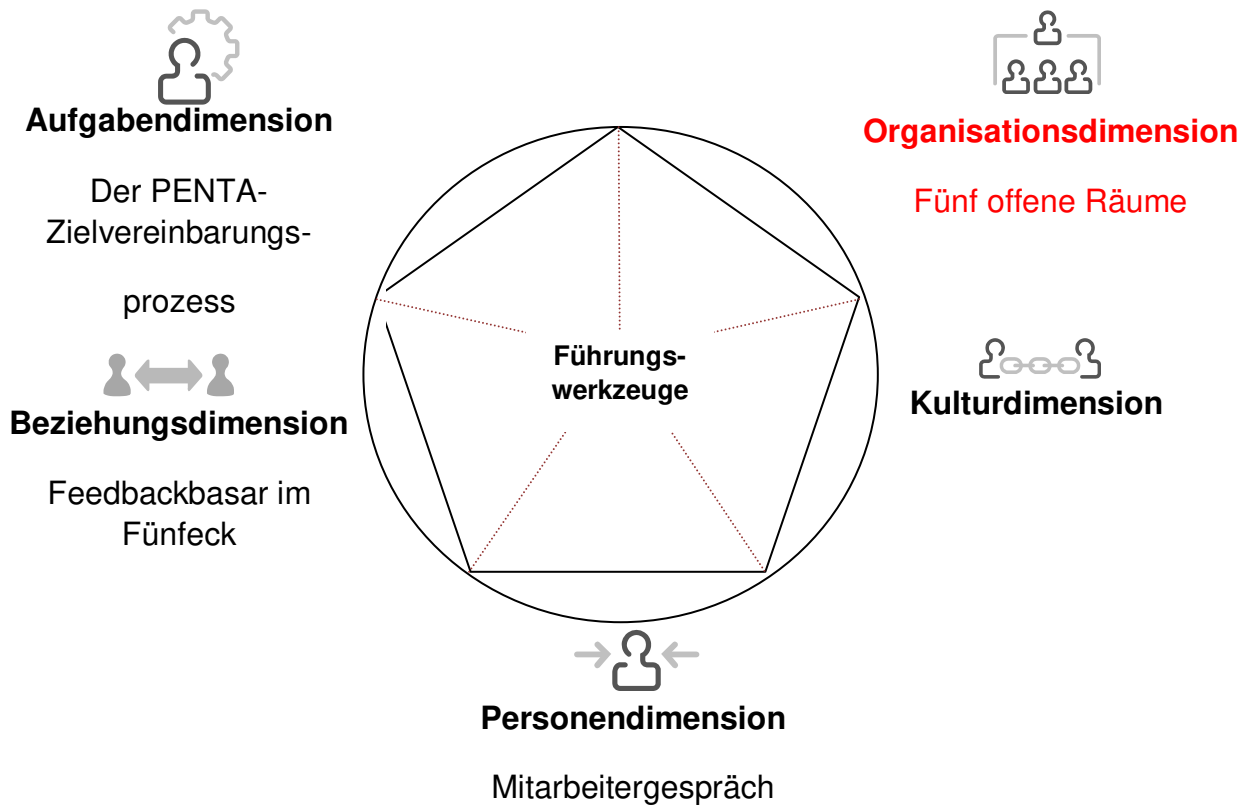 Aufgabendimension
Der PENTA-
Zielvereinbarungs-
prozess
Organisationsdimension
Fünf offene Räume
Führungs-
werkzeuge
Beziehungsdimension
Feedbackbasar im
Fünfeck
Kulturdimension
Personendimension
Mitarbeitergespräch